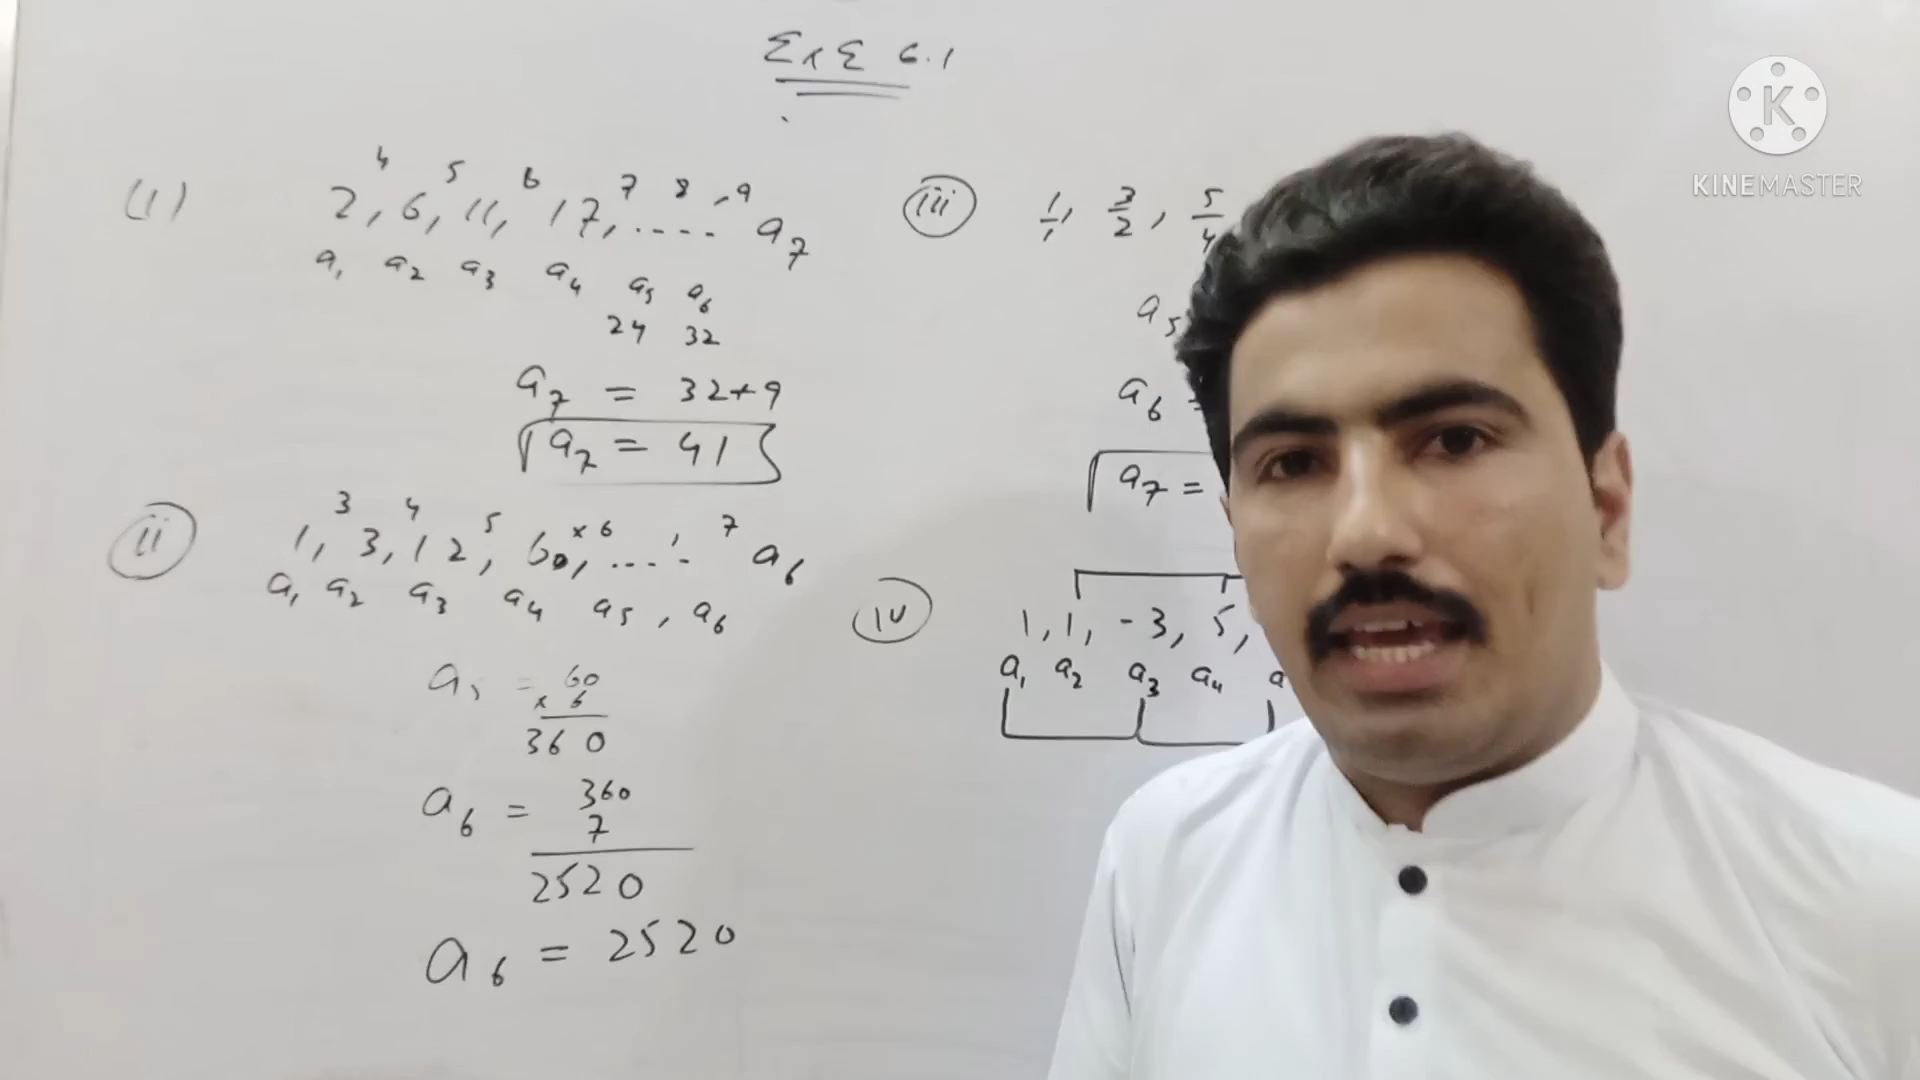 ExE 6.1
(1)
4 5 6 7 8 9
2, 6, 11, 17, .... , a7
a1 a2 a3 a4 a5 a6
24 32
a7 = 32+9
a7 = 41
ii
3 4 5 ×6 7
1, 3, 12, 60, .... , a6
a1 a2 a3 a4 a5 , a6
a5 = 60
× 6
360
a6 = 360
7
2520
a6 = 2520
iii
1/1, 3/2, 5/4
a5
a6 =
a7 =
iv
1, 1, -3, 5,
a1 a2 a3 a4 a
K
KINEMASTER